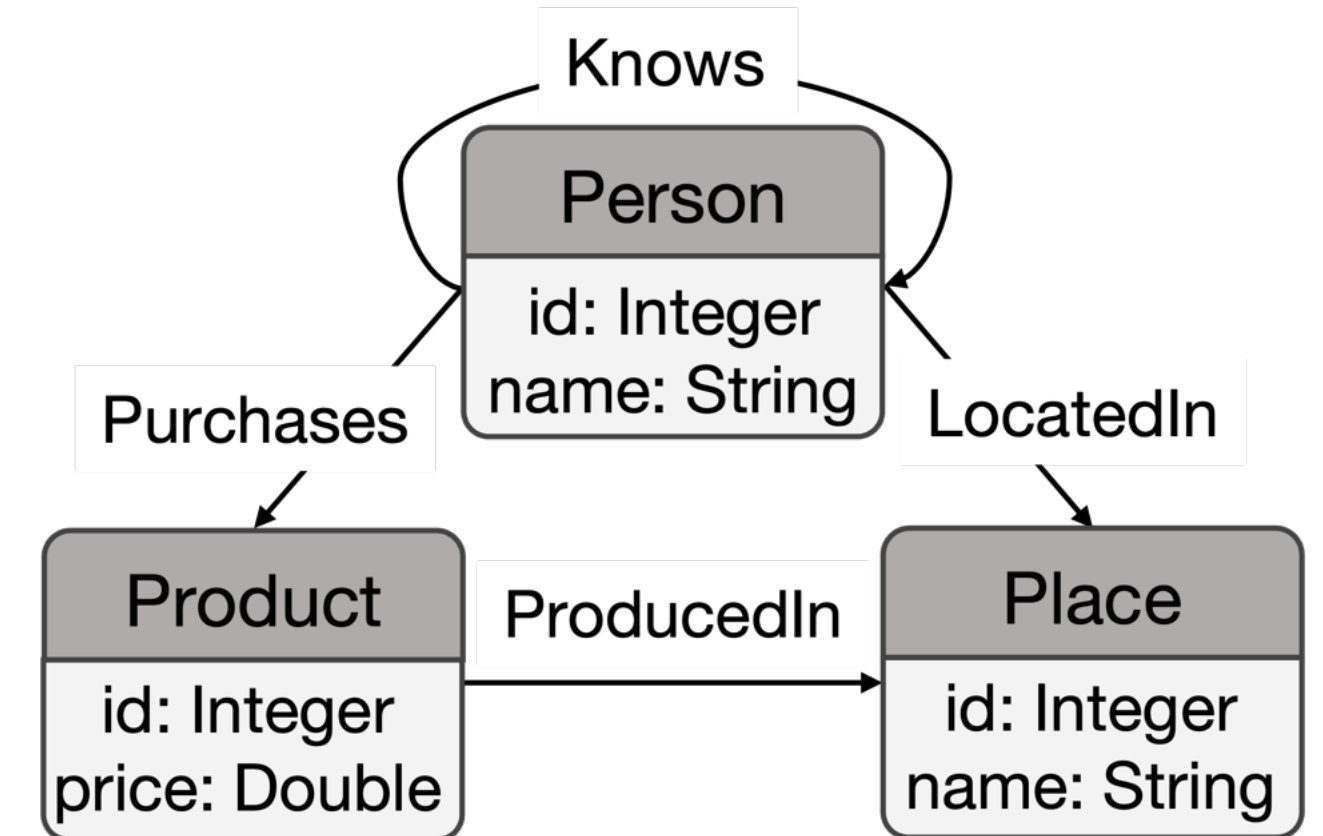 Knows
Person
id: Integer
name: String
Purchases
LocatedIn
Product
id: Integer
price: Double
ProducedIn
Place
id: Integer
name: String